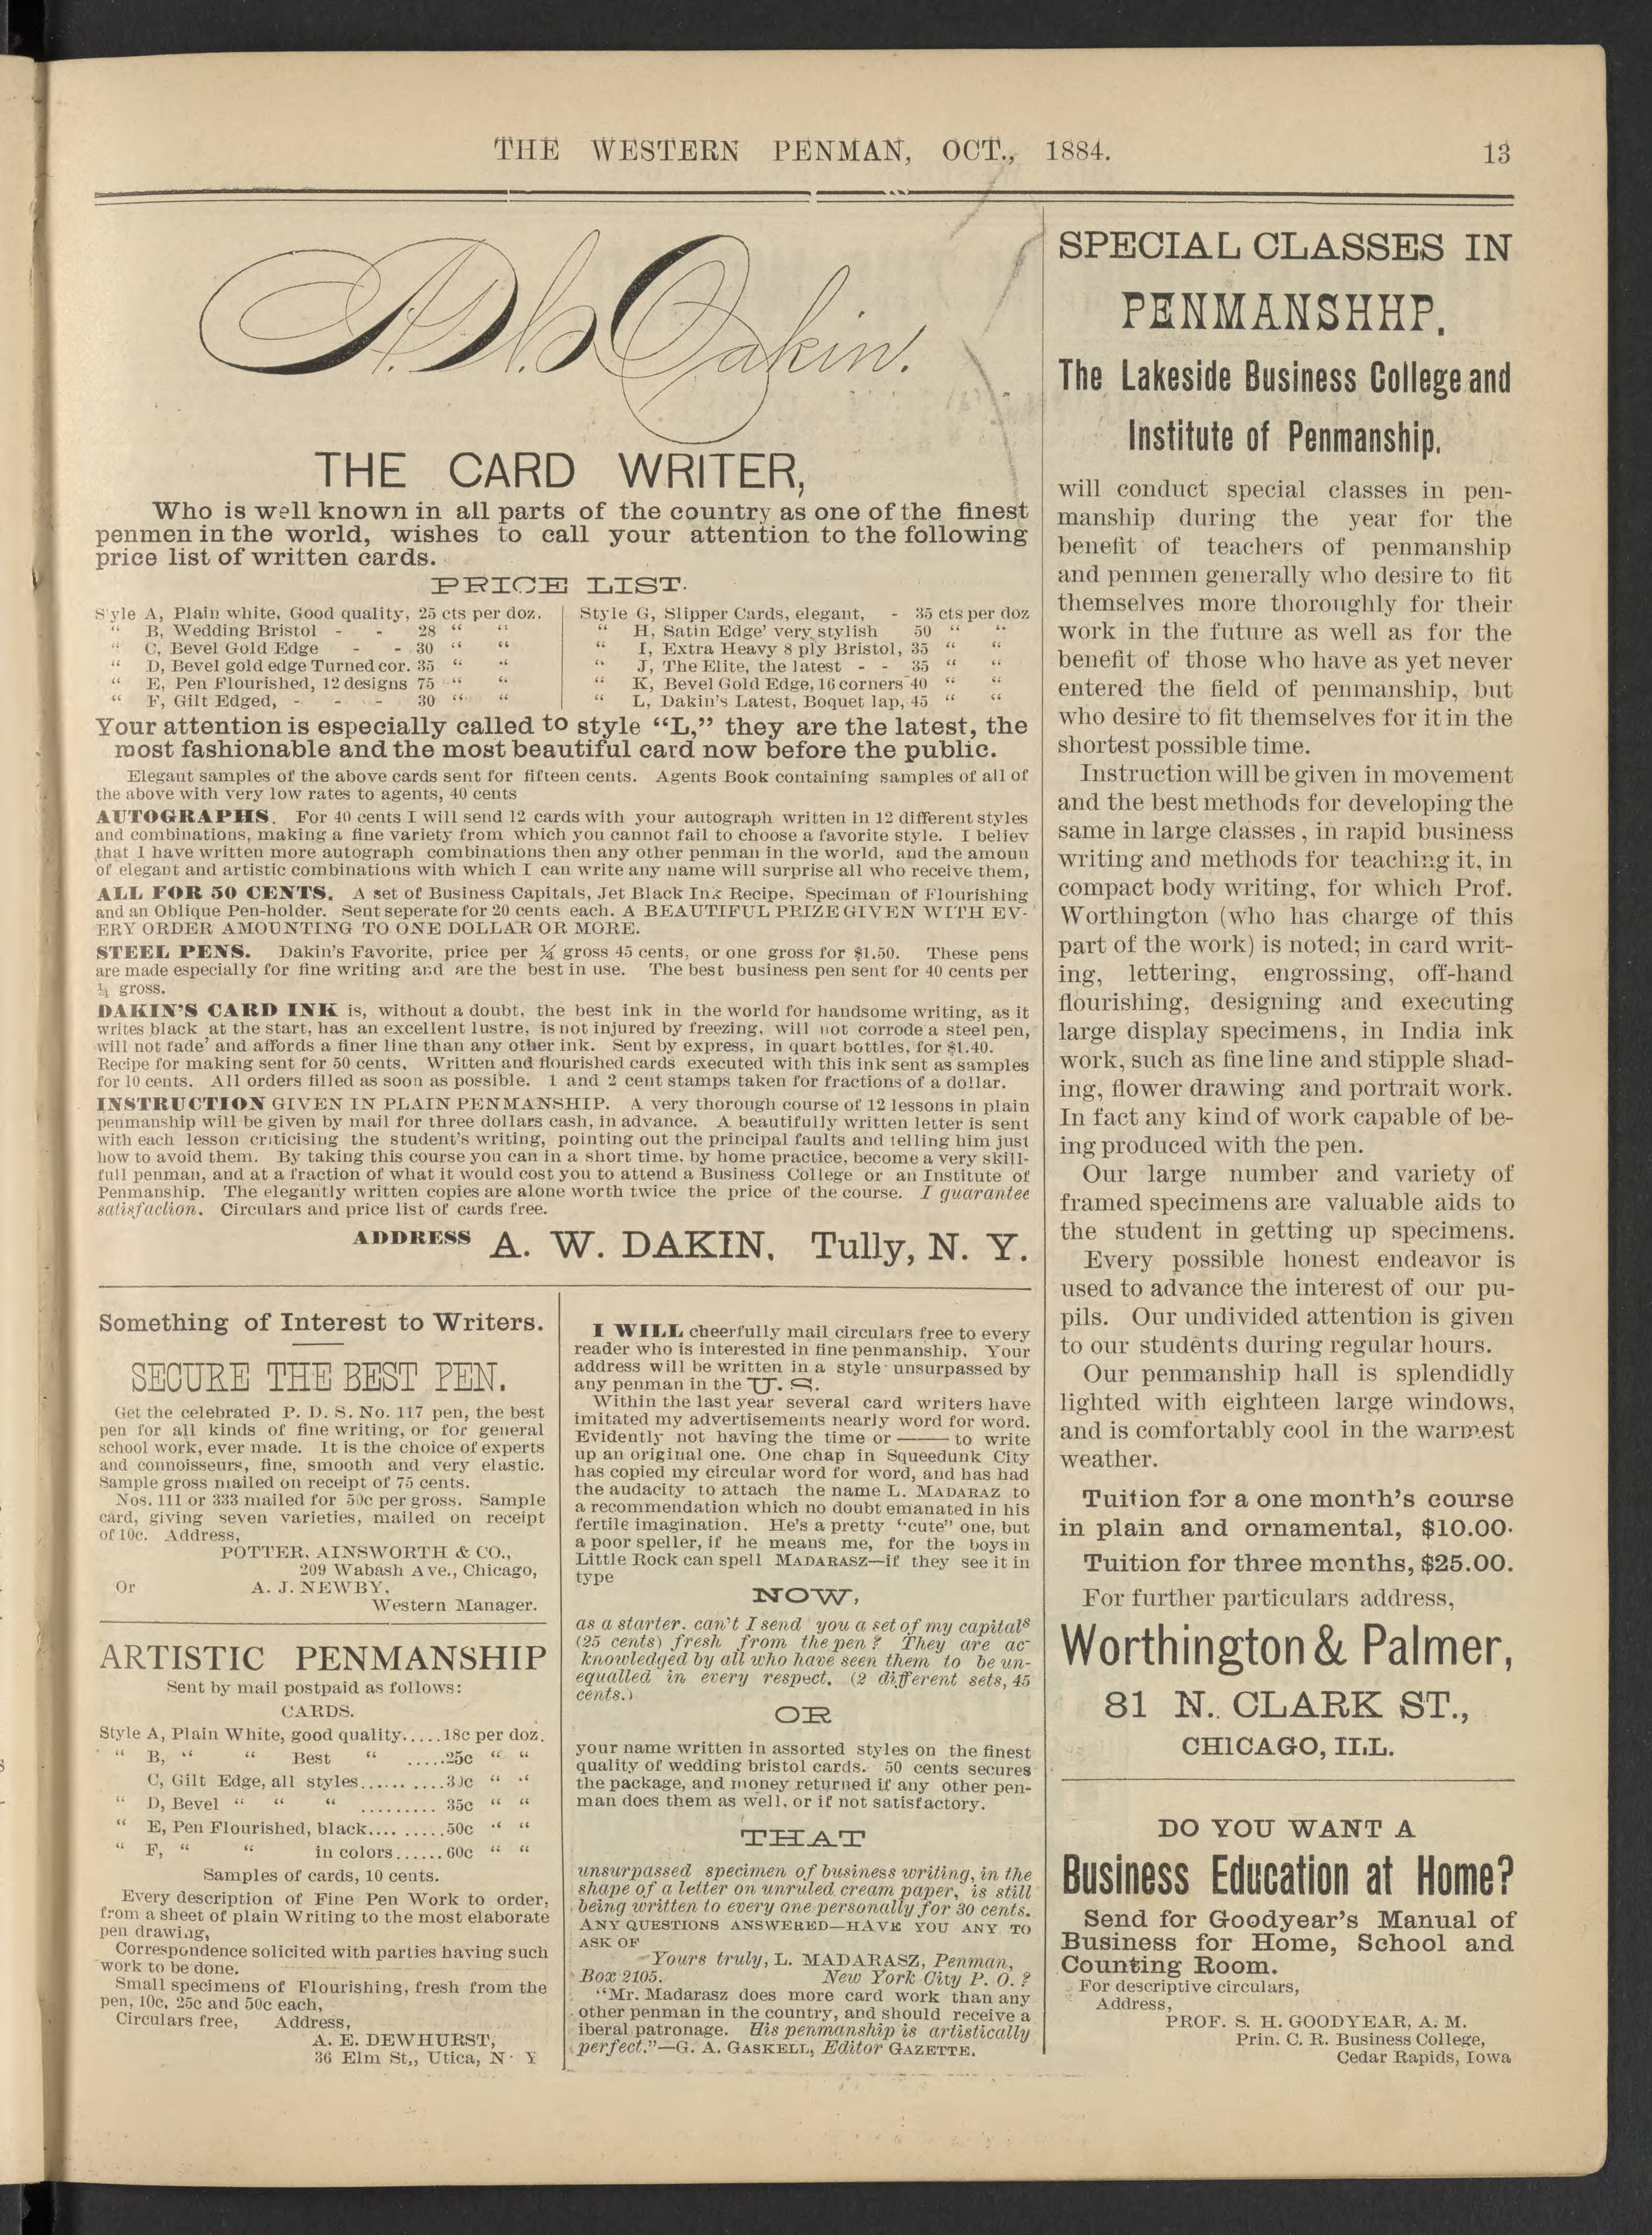 THE WESTERN PENMAN, OCT., 1884.
13
A. W. Dakin.
THE CARD WRITER,
Who is well known in all parts of the country as one of the finest
penmen in the world, wishes to call your attention to the following
price list of written cards.
PRICE LIST.
S yle A, Plain white, Good quality, 25 cts per doz.
“ B, Wedding Bristol - - 28 “ “
“ C, Bevel Gold Edge - - 30 “ “
“ D, Bevel gold edge Turned cor. 35 “ “
“ E, Pen Flourished, 12 designs 75 “ “
“ F, Gilt Edged, - - - 30 “ “
Style G, Slipper Cards, elegant, - 35 cts per doz
“ H, Satin Edge’ very stylish 50 “ “
“ I, Extra Heavy 8 ply Bristol, 35 “ “
“ J, The Elite, the latest - - 35 “ “
“ K, Bevel Gold Edge, 16 corners 40 “ “
“ L, Dakin's Latest, Boquet lap, 45 “ “
Your attention is especially called to style “L,” they are the latest, the
most fashionable and the most beautiful card now before the public.
Elegant samples of the above cards sent for fifteen cents. Agents Book containing samples of all of
the above with very low rates to agents, 40 cents
AUTOGRAPHS. For 40 cents I will send 12 cards with your autograph written in 12 different styles
and combinations, making a fine variety from which you cannot fail to choose a favorite style. I believ
that I have written more autograph combinations then any other penman in the world, and the amoun
of elegant and artistic combinations with which I can write any name will surprise all who receive them,
ALL FOR 50 CENTS. A set of Business Capitals, Jet Black Ink Recipe, Speciman of Flourishing
and an Oblique Pen-holder. Sent seperate for 20 cents each. A BEAUTIFUL PRIZE GIVEN WITH EV-
ERY ORDER AMOUNTING TO ONE DOLLAR OR MORE.
STEEL PENS. Dakin's Favorite, price per ¼ gross 45 cents, or one gross for $1.50. These pens
are made especially for fine writing and are the best in use. The best business pen sent for 40 cents per
¼ gross.
DAKIN'S CARD INK is, without a doubt, the best ink in the world for handsome writing, as it
writes black at the start, has an excellent lustre, is not injured by freezing, will not corrode a steel pen,
will not fade’ and affords a finer line than any other ink. Sent by express, in quart bottles, for $1.40.
Recipe for making sent for 50 cents. Written and flourished cards executed with this ink sent as samples
for 10 cents. All orders filled as soon as possible. 1 and 2 cent stamps taken for fractions of a dollar.
INSTRUCTION GIVEN IN PLAIN PENMANSHIP. A very thorough course of 12 lessons in plain
penmanship will be given by mail for three dollars cash, in advance. A beautifully written letter is sent
with each lesson criticising the student's writing, pointing out the principal faults and telling him just
how to avoid them. By taking this course you can in a short time. by home practice, become a very skill-
full penman, and at a fraction of what it would cost you to attend a Business College or an Institute of
Penmanship. The elegantly written copies are alone worth twice the price of the course. I guarantee
satisfaction. Circulars and price list of cards free.
ADDRESS A. W. DAKIN, Tully, N. Y.
Something of Interest to Writers.
SECURE THE BEST PEN.
Get the celebrated P. D. S. No. 117 pen, the best
pen for all kinds of fine writing, or for general
school work, ever made. It is the choice of experts
and connoisseurs, fine, smooth and very elastic.
Sample gross mailed on receipt of 75 cents.
Nos. 111 or 333 mailed for 50c per gross. Sample
card, giving seven varieties, mailed on receipt
of 10c. Address,
POTTER, AINSWORTH & CO.,
209 Wabash Ave., Chicago,
Or A. J. NEWBY,
Western Manager.
ARTISTIC PENMANSHIP
Sent by mail postpaid as follows:
CARDS.
Style A, Plain White, good quality.....18c per doz.
“ B, “ “ Best “ .....25c “ “
C, Gilt Edge, all styles..........30c “ “
“ D, Bevel “ “ “ ......... 35c “ “
“ E, Pen Flourished, black.........50c “ “
“ F, “ “ in colors......60c “ “
Samples of cards, 10 cents.
Every description of Fine Pen Work to order,
from a sheet of plain Writing to the most elaborate
pen drawing,
Correspondence solicited with parties having such
work to be done.
Small specimens of Flourishing, fresh from the
pen, 10c, 25c and 50c each,
Circulars free, Address,
A. E. DEWHURST,
36 Elm St,, Utica, N. Y
I WILL cheerfully mail circulars free to every
reader who is interested in fine penmanship. Your
address will be written in a style unsurpassed by
any penman in the U. S.
Within the last year several card writers have
imitated my advertisements nearly word for word.
Evidently not having the time or —— to write
up an original one. One chap in Squeedunk City
has copied my circular word for word, and has had
the audacity to attach the name L. MADARAZ to
a recommendation which no doubt emanated in his
fertile imagination. He's a pretty “cute” one, but
a poor speller, if he means me, for the boys in
Little Rock can spell MADARASZ—if they see it in
type
NOW,
as a starter. can't I send you a set of my capitals
(25 cents) fresh from the pen? They are ac-
knowledged by all who have seen them to be un-
equalled in every respect. (2 different sets, 45
cents.)
OR
your name written in assorted styles on the finest
quality of wedding bristol cards. 50 cents secures
the package, and money returned if any other pen-
man does them as well, or if not satisfactory.
THAT
unsurpassed specimen of business writing, in the
shape of a letter on unruled cream paper, is still
being written to every one personally for 30 cents.
ANY QUESTIONS ANSWERED—HAVE YOU ANY TO
ASK OF
Yours truly, L. MADARASZ, Penman,
Box 2105. New York City P. O. ?
“Mr. Madarasz does more card work than any
other penman in the country, and should receive a
iberal patronage. His penmanship is artistically
perfect.”—G. A. GASKELL, Editor GAZETTE.
SPECIAL CLASSES IN
PENMANSHHP.
The Lakeside Business College and
Institute of Penmanship,
will conduct special classes in pen-
manship during the year for the
benefit of teachers of penmanship
and penmen generally who desire to fit
themselves more thoroughly for their
work in the future as well as for the
benefit of those who have as yet never
entered the field of penmanship, but
who desire to fit themselves for it in the
shortest possible time.
Instruction will be given in movement
and the best methods for developing the
same in large classes , in rapid business
writing and methods for teaching it, in
compact body writing, for which Prof.
Worthington (who has charge of this
part of the work) is noted; in card writ-
ing, lettering, engrossing, off-hand
flourishing, designing and executing
large display specimens, in India ink
work, such as fine line and stipple shad-
ing, flower drawing and portrait work.
In fact any kind of work capable of be-
ing produced with the pen.
Our large number and variety of
framed specimens are valuable aids to
the student in getting up specimens.
Every possible honest endeavor is
used to advance the interest of our pu-
pils. Our undivided attention is given
to our students during regular hours.
Our penmanship hall is splendidly
lighted with eighteen large windows,
and is comfortably cool in the warmest
weather.
Tuition for a one month's course
in plain and ornamental, $10.00.
Tuition for three months, $25.00.
For further particulars address,
Worthington & Palmer,
81 N. CLARK ST.,
CHICAGO, ILL.
DO YOU WANT A
Business Education at Home?
Send for Goodyear's Manual of
Business for Home, School and
Counting Room.
For descriptive circulars,
Address,
PROF. S. H. GOODYEAR, A. M.
Prin. C. R. Business College,
Cedar Rapids, Iowa